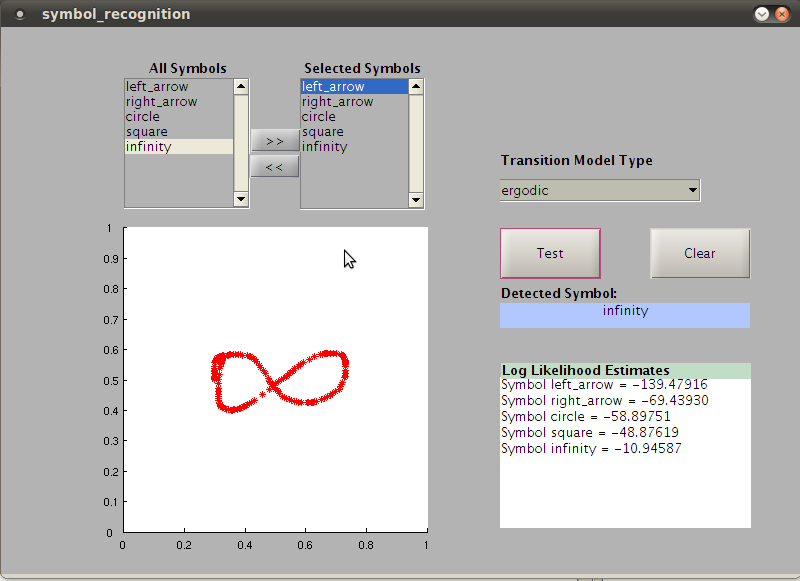 symbol_recognition
All Symbols
left_arrow
right_arrow
circle
square
infinity
>>
<<
Selected Symbols
left_arrow
right_arrow
circle
square
infinity
Transition Model Type
ergodic
Test
Clear
Detected Symbol:
infinity
Log Likelihood Estimates
Symbol left_arrow = -139.47916
Symbol right_arrow = -69.43930
Symbol circle = -58.89751
Symbol square = -48.87619
Symbol infinity = -10.94587
1
0.9
0.8
0.7
0.6
0.5
0.4
0.3
0.2
0.1
0
0 0.2 0.4 0.6 0.8 1